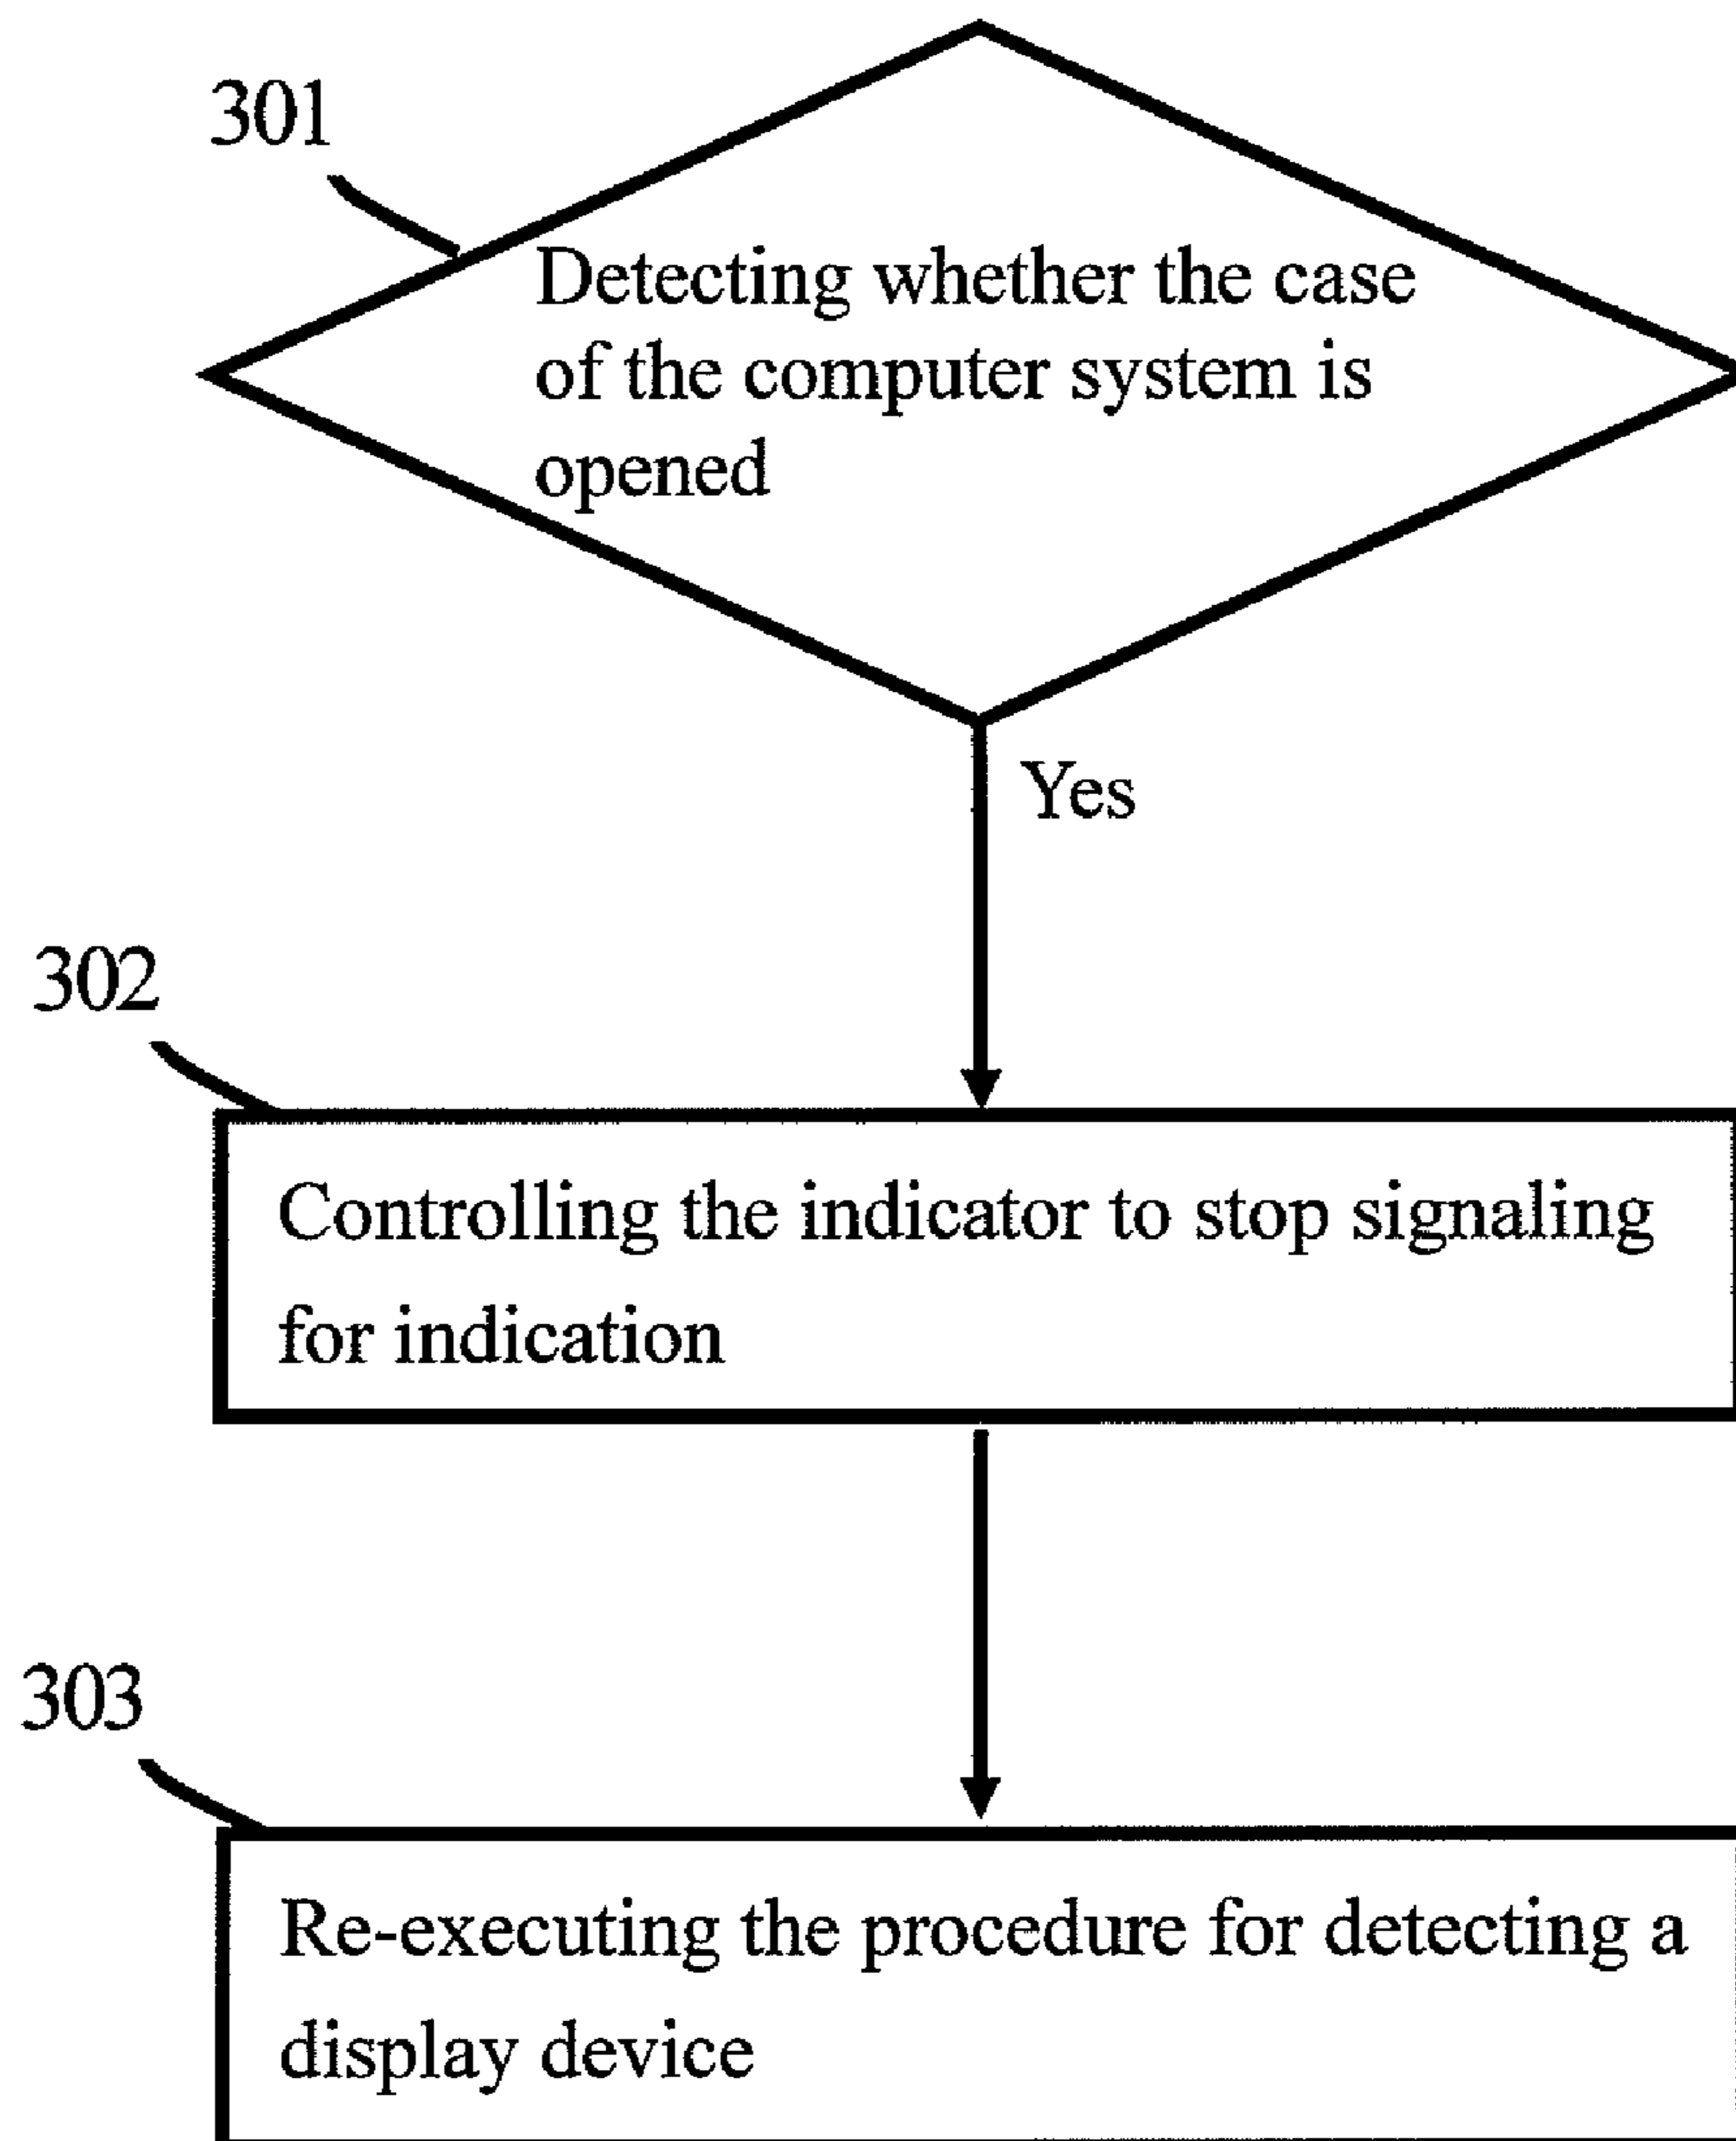 301
Detecting whether the case
of the computer system is
opened
Yes
302
Controlling the indicator to stop signaling
for indication
303
Re-executing the procedure for detecting a
display device